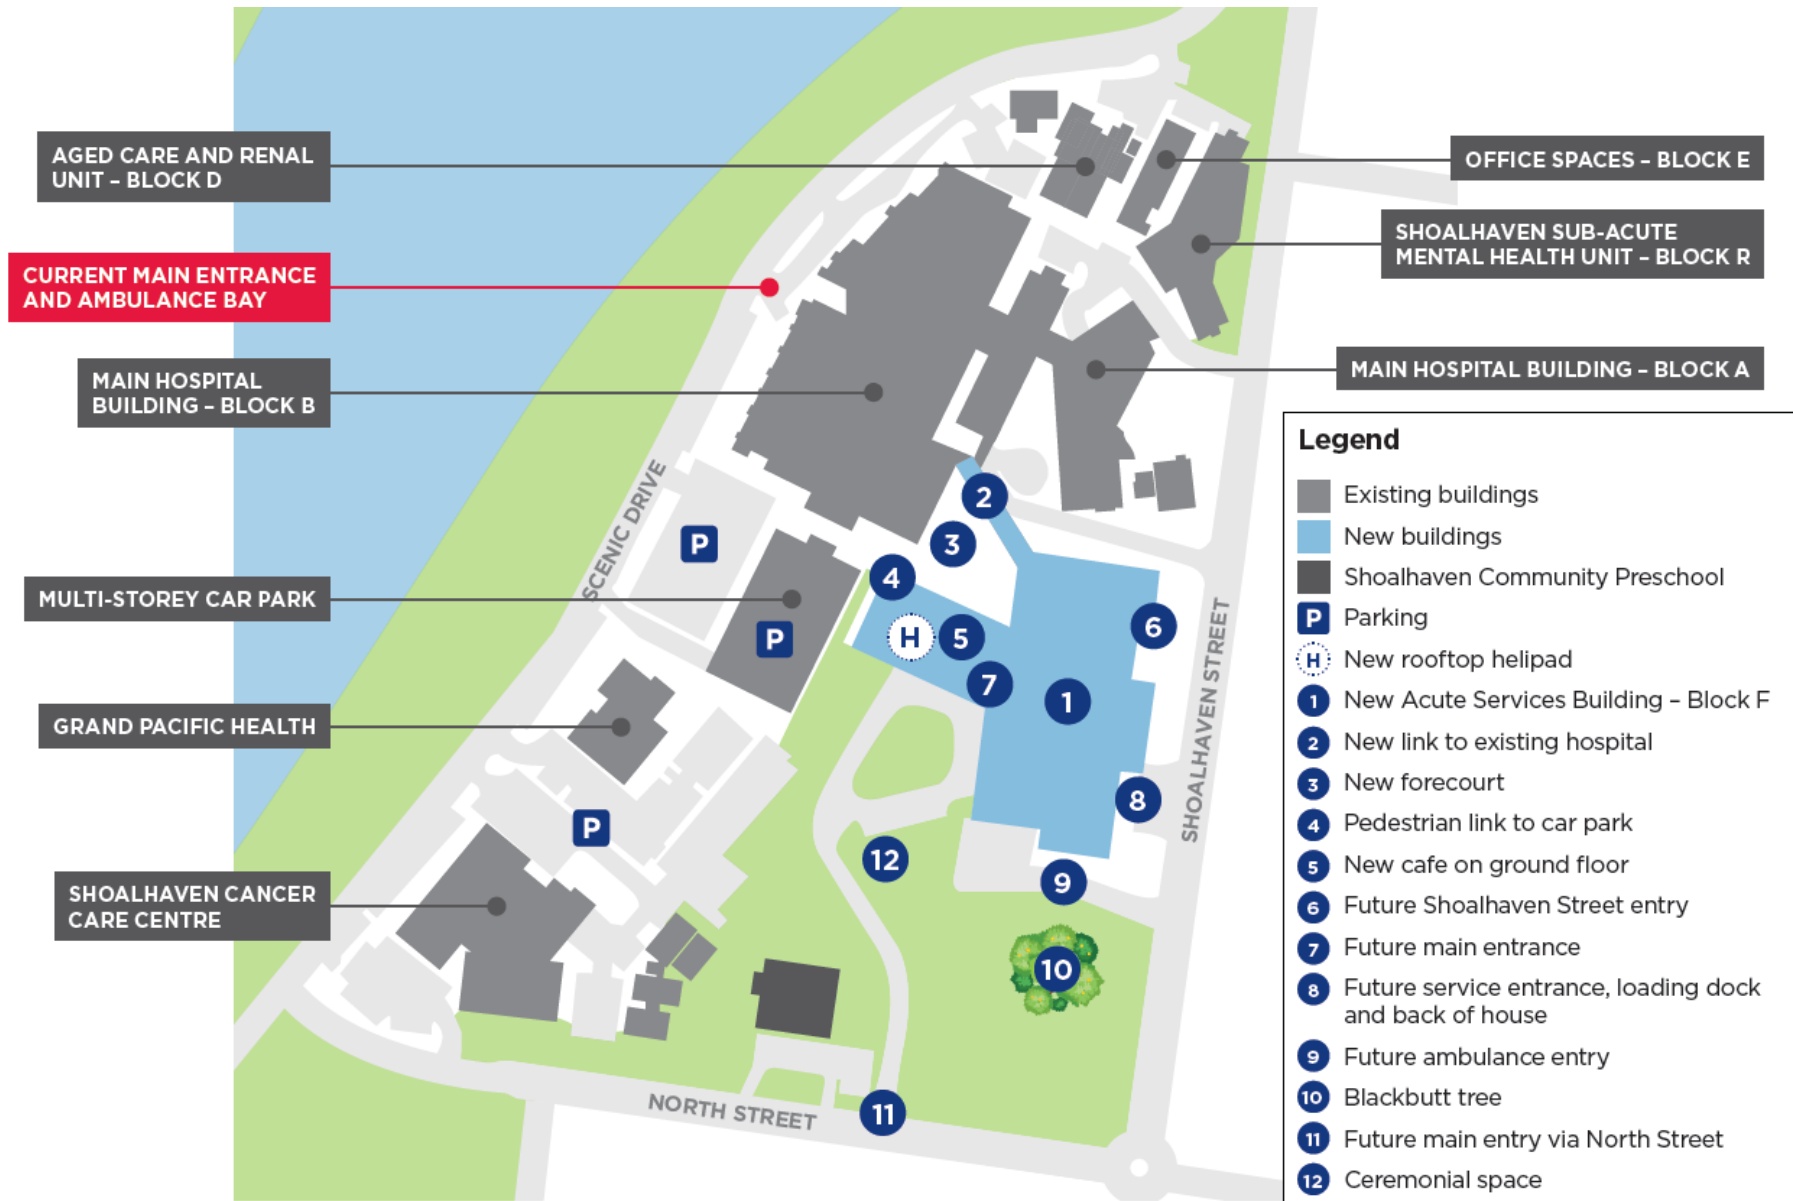 AGED CARE AND RENAL
UNIT – BLOCK D
CURRENT MAIN ENTRANCE
AND AMBULANCE BAY
MAIN HOSPITAL
BUILDING – BLOCK B
MULTI-STOREY CAR PARK
GRAND PACIFIC HEALTH
SHOALHAVEN CANCER
CARE CENTRE
OFFICE SPACES – BLOCK E
SHOALHAVEN SUB-ACUTE
MENTAL HEALTH UNIT – BLOCK R
MAIN HOSPITAL BUILDING – BLOCK A
SCENIC DRIVE
SHOALHAVEN STREET
NORTH STREET
P
P
P
H
2
3
4
5
6
7
1
8
12
9
10
11
Legend
Existing buildings
New buildings
Shoalhaven Community Preschool
P Parking
H New rooftop helipad
1 New Acute Services Building – Block F
2 New link to existing hospital
3 New forecourt
4 Pedestrian link to car park
5 New cafe on ground floor
6 Future Shoalhaven Street entry
7 Future main entrance
8 Future service entrance, loading dock
and back of house
9 Future ambulance entry
10 Blackbutt tree
11 Future main entry via North Street
12 Ceremonial space